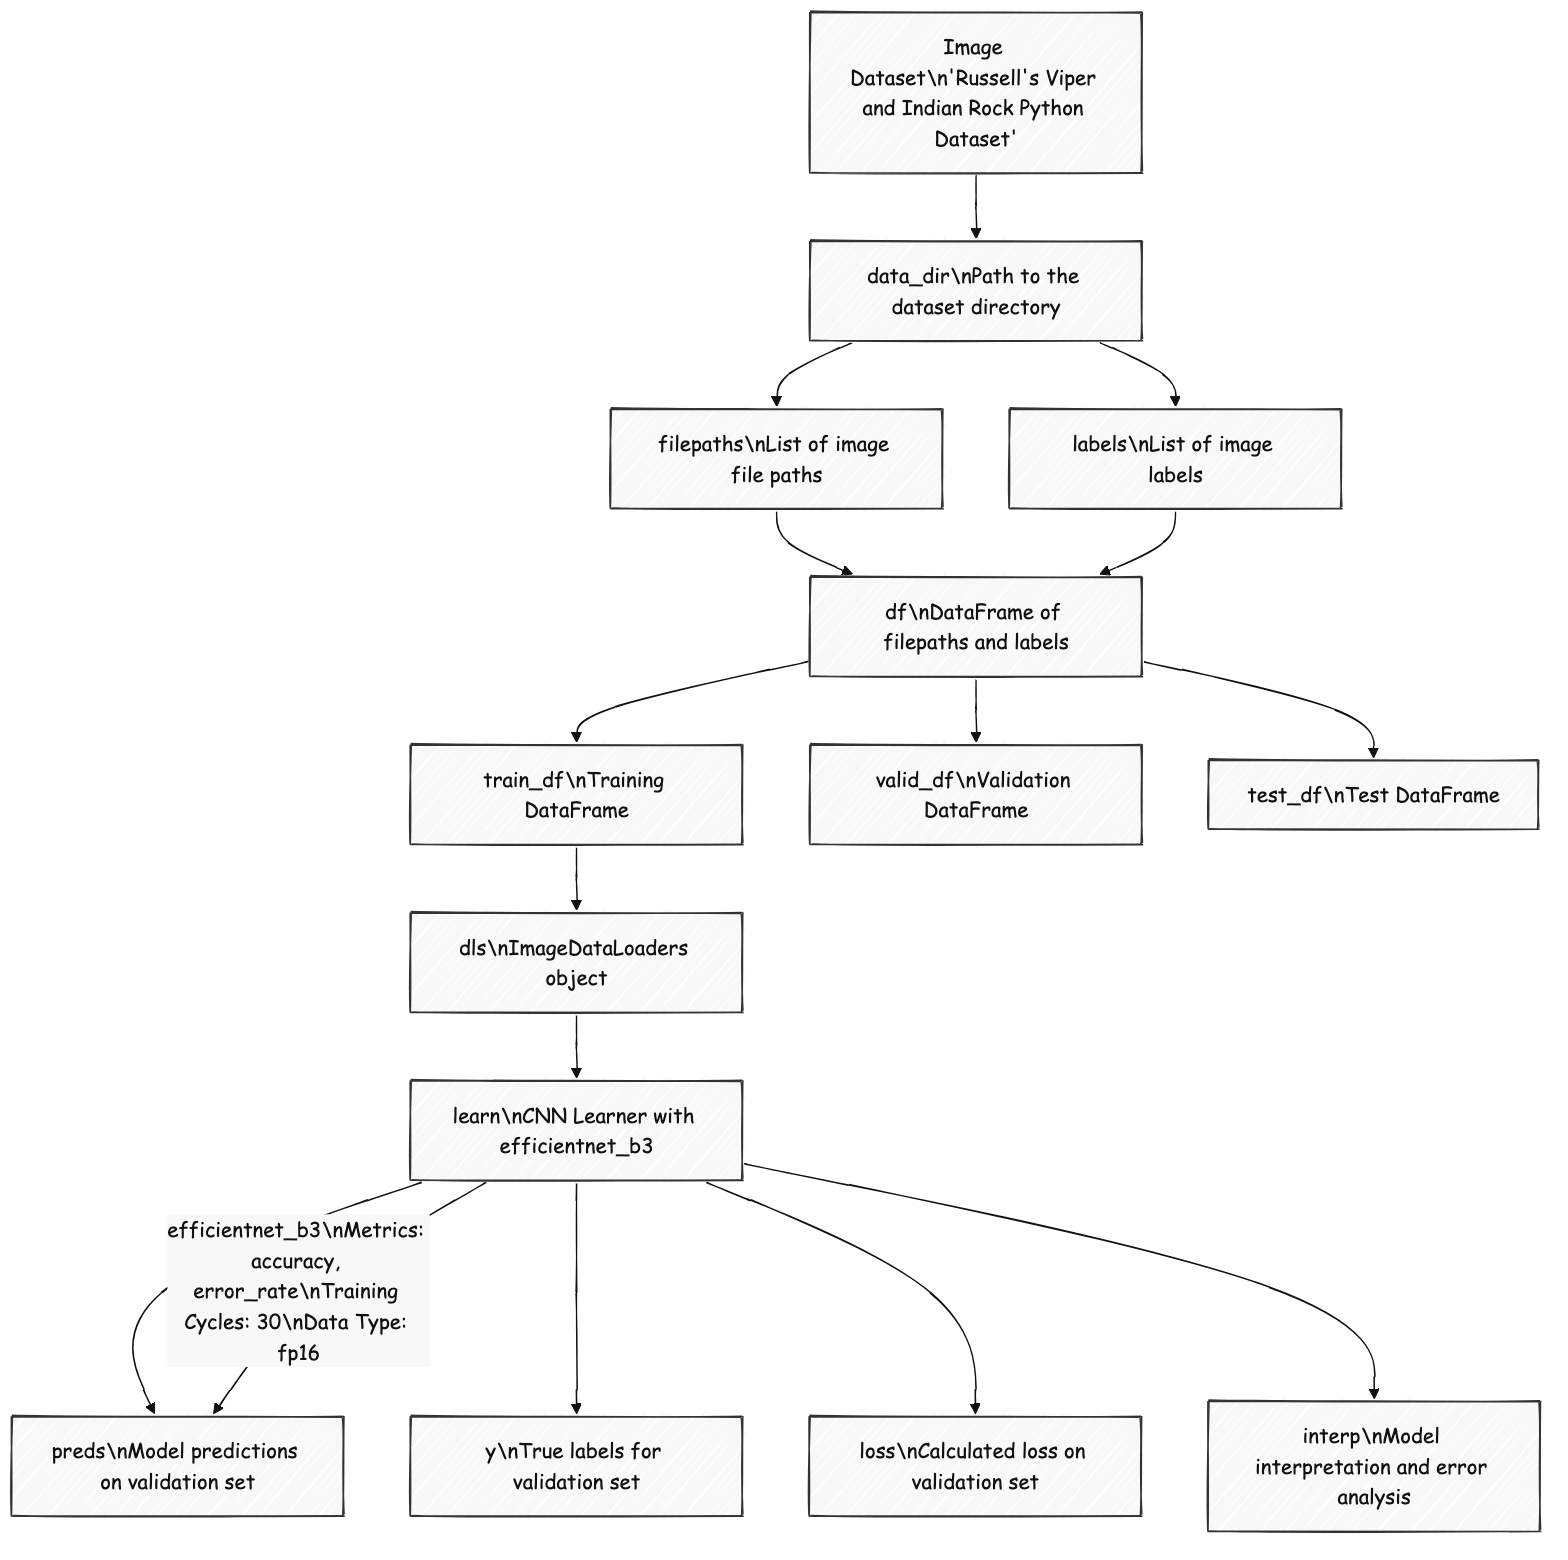 Image
Dataset\n'Russell's Viper
and Indian Rock Python
Dataset'
data_dir\nPath to the
dataset directory
filepaths\nList of image
file paths
labels\nList of image
labels
df\nDataFrame of
filepaths and labels
train_df\nTraining
DataFrame
valid_df\nValidation
DataFrame
test_df\nTest DataFrame
dls\nImageDataLoaders
object
learn\nCNN Learner with
efficientnet_b3
efficientnet_b3\nMetrics:
accuracy,
error_rate\nTraining
Cycles: 30\nData Type:
fp16
preds\nModel predictions
on validation set
y\nTrue labels for
validation set
loss\nCalculated loss on
validation set
interp\nModel
interpretation and error
analysis